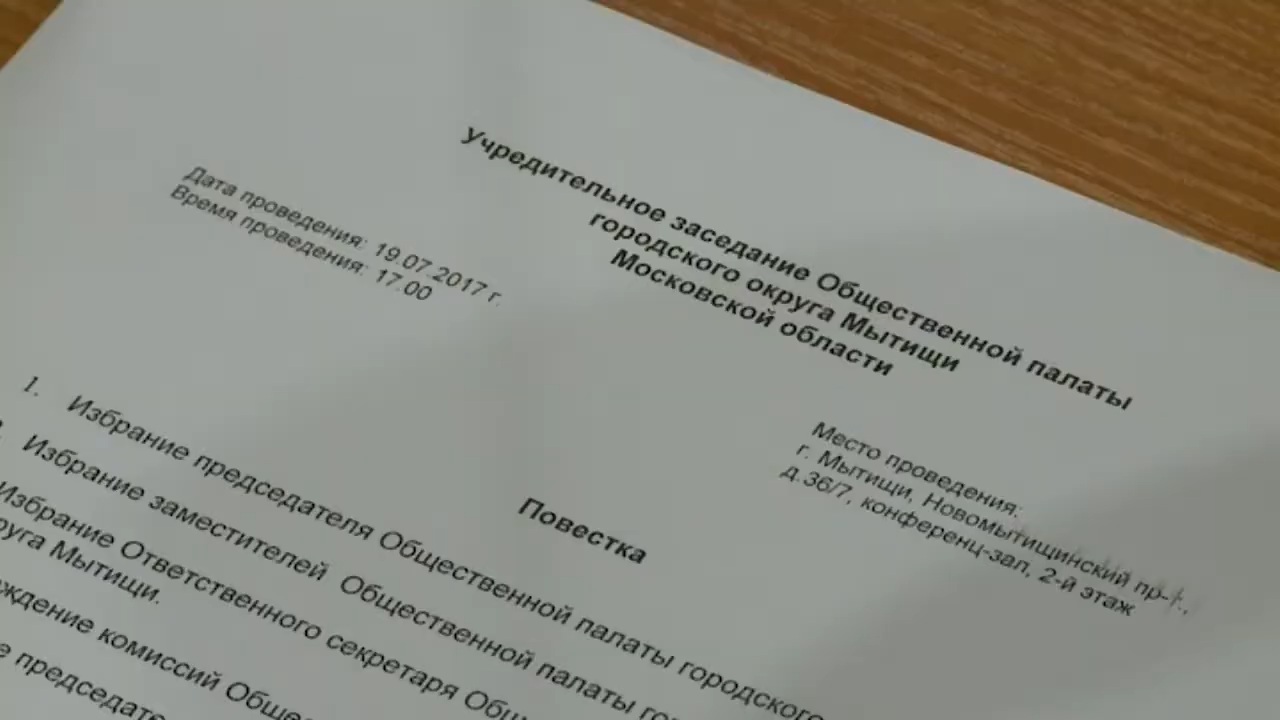 Учредительное заседание Общественной палаты
городского округа Мытищи
Московской области
Дата проведения: 19.07.2017 г.
Время проведения: 17.00
Место проведения:
г. Мытищи, Новомытищинский пр-т.,
д.36/7, конференц-зал, 2-й этаж
Повестка
1. Избрание председателя Общественной палаты городского
Избрание заместителей Общественной палаты
Избрание Ответственного секретаря
Мытищи.
комиссий